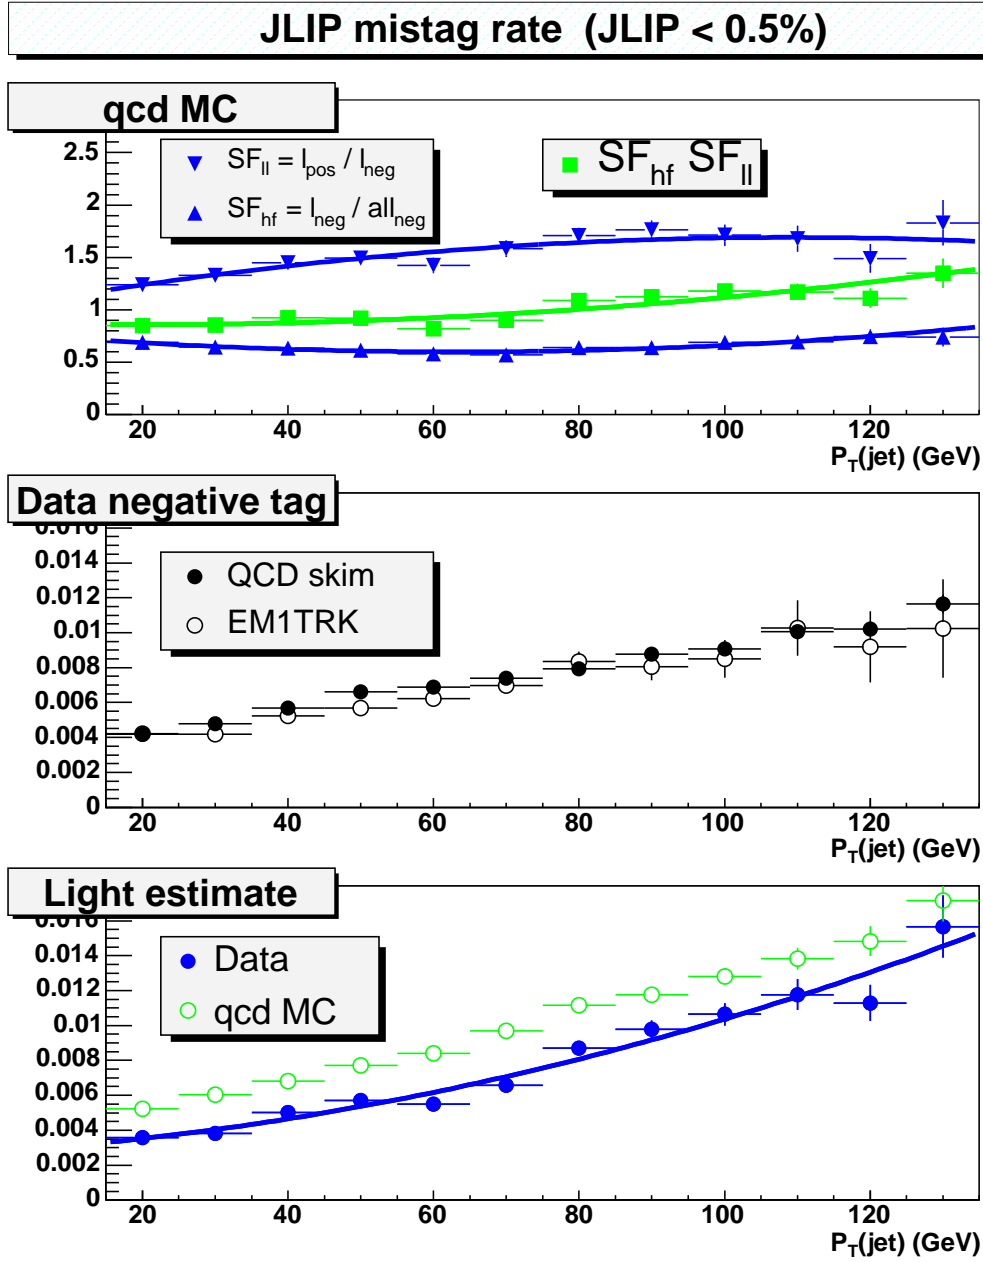 JLIP mistag rate (JLIP < 0.5%)
qcd MC
SF_ll = l_pos / l_neg
SF_hf = l_neg / all_neg
SF_hf SF_ll
2.5
2
1.5
1
0.5
0
20 40 60 80 100 120
P_T(jet) (GeV)
Data negative tag
QCD skim
EM1TRK
0.016
0.014
0.012
0.01
0.008
0.006
0.004
0.002
0
20 40 60 80 100 120
P_T(jet) (GeV)
Light estimate
Data
qcd MC
0.016
0.014
0.012
0.01
0.008
0.006
0.004
0.002
0
20 40 60 80 100 120
P_T(jet) (GeV)